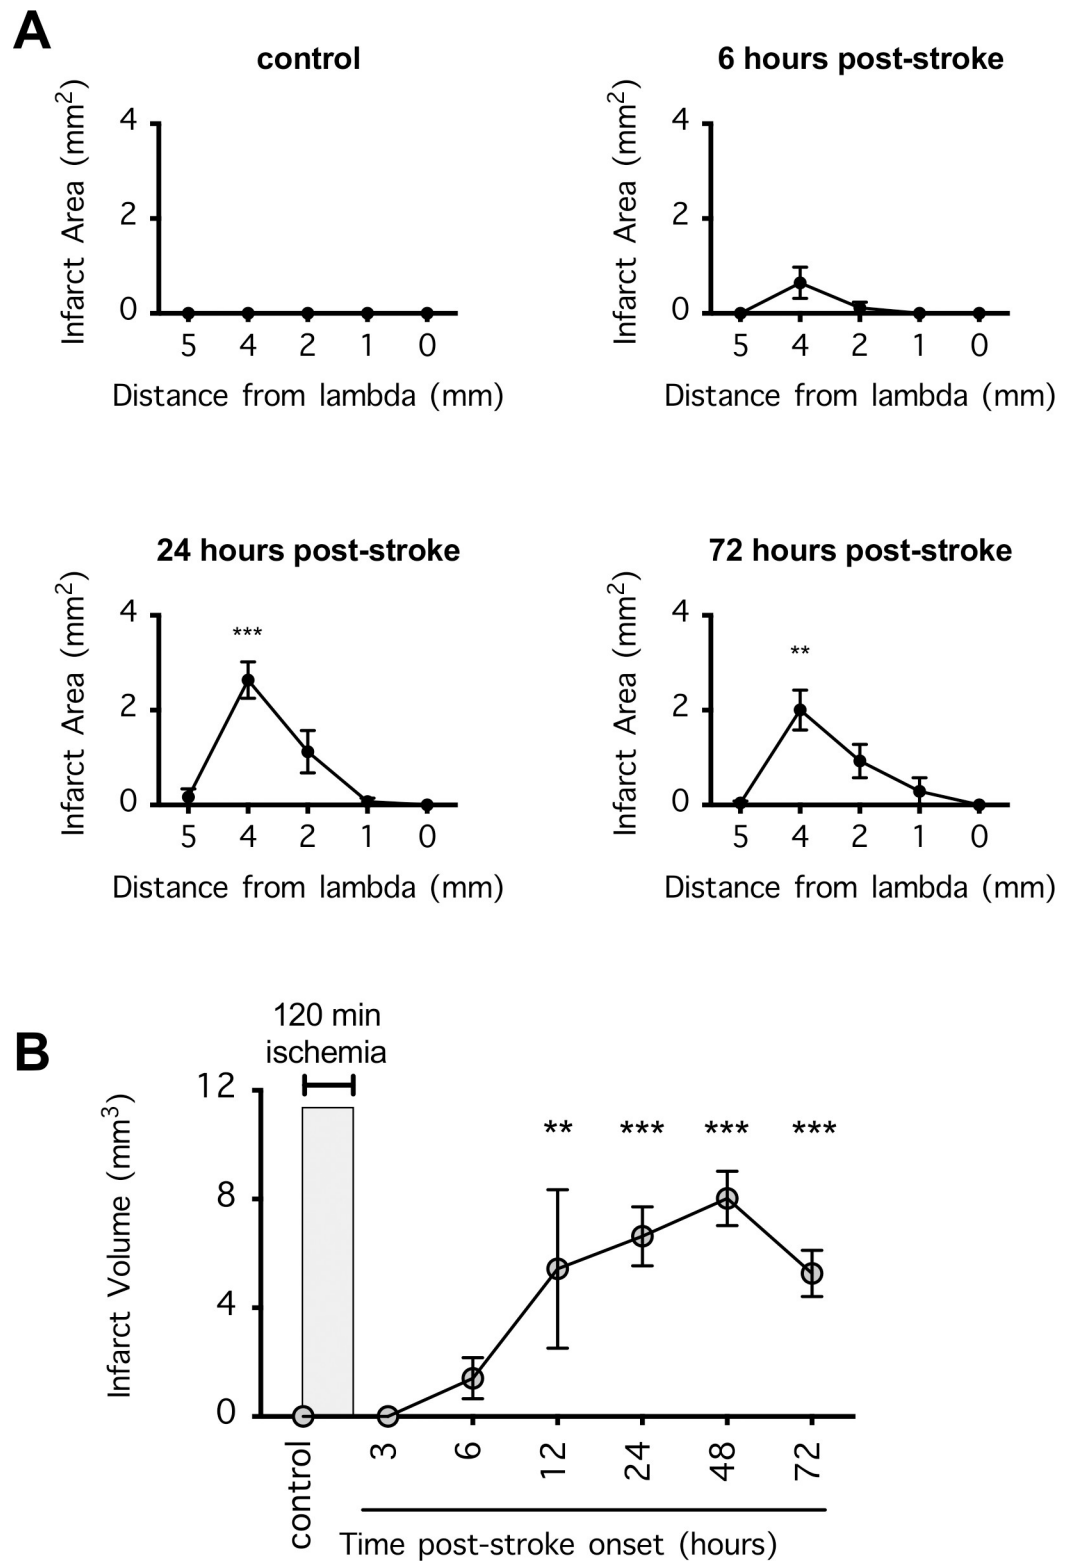 A
control
6 hours post-stroke
Infarct Area (mm2)
4
2
0
5 4 2 1 0
Distance from lambda (mm)
Infarct Area (mm2)
4
2
0
5 4 2 1 0
Distance from lambda (mm)
24 hours post-stroke
72 hours post-stroke
Infarct Area (mm2)
4
2
0
***
5 4 2 1 0
Distance from lambda (mm)
Infarct Area (mm2)
4
2
0
**
5 4 2 1 0
Distance from lambda (mm)
B
120 min
ischemia
Infarct Volume (mm3)
12
8
4
0
** *** *** ***
control 3 6 12 24 48 72
Time post-stroke onset (hours)